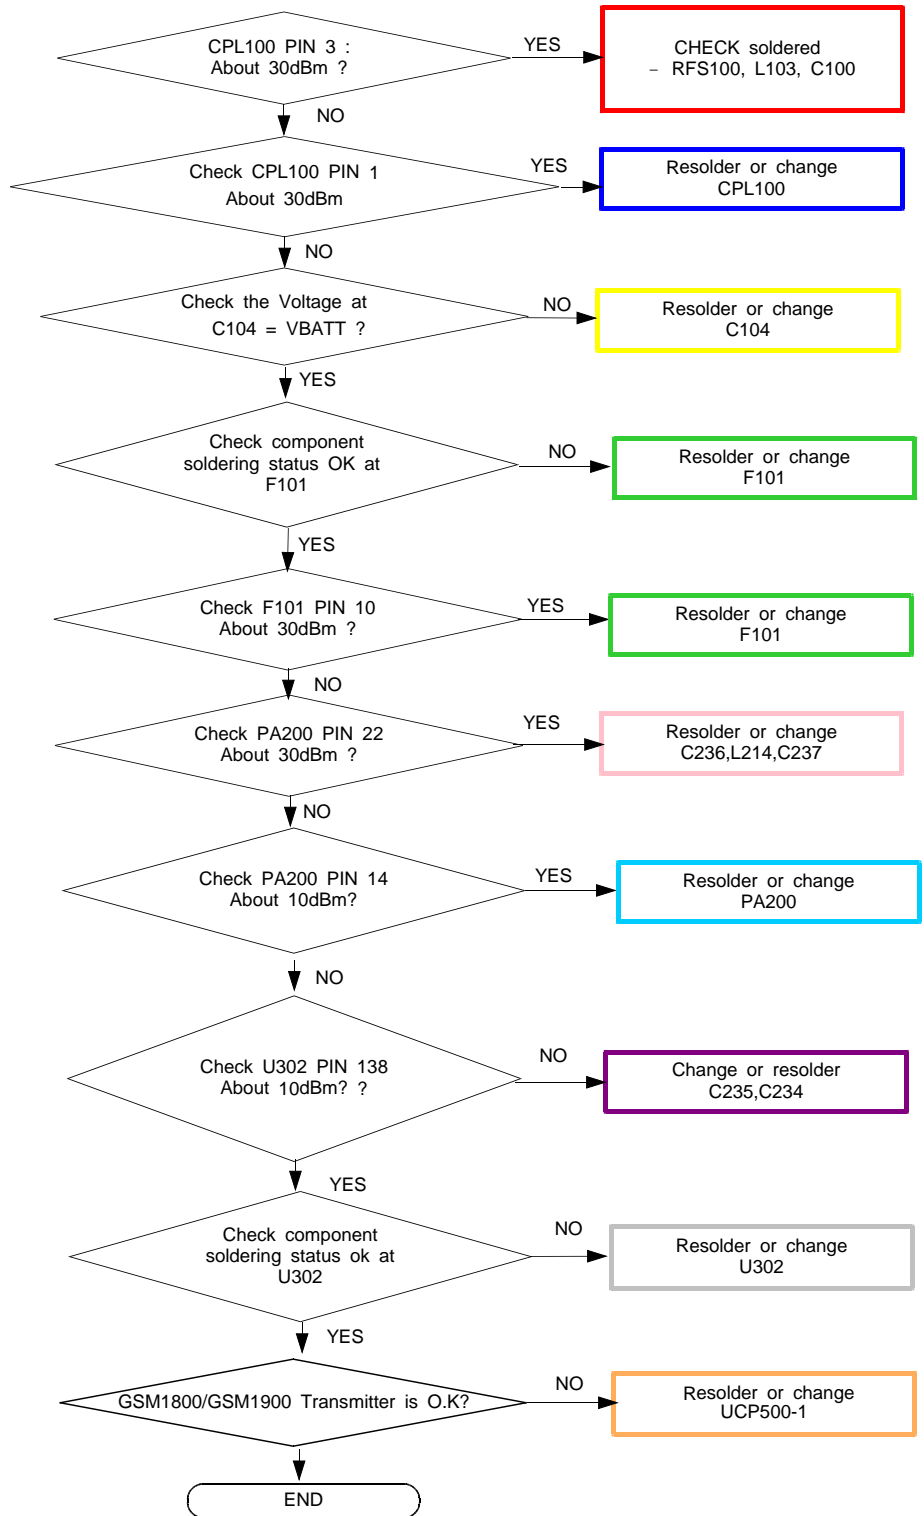 CPL100 PIN 3 :
About 30dBm ?
YES
CHECK soldered
– RFS100, L103, C100
NO
Check CPL100 PIN 1
About 30dBm
YES
Resolder or change
CPL100
NO
Check the Voltage at
C104 = VBATT ?
NO
Resolder or change
C104
YES
Check component
soldering status OK at
F101
NO
Resolder or change
F101
YES
Check F101 PIN 10
About 30dBm ?
YES
Resolder or change
F101
NO
Check PA200 PIN 22
About 30dBm ?
YES
Resolder or change
C236,L214,C237
NO
Check PA200 PIN 14
About 10dBm?
YES
Resolder or change
PA200
NO
Check U302 PIN 138
About 10dBm? ?
NO
Change or resolder
C235,C234
YES
Check component
soldering status ok at
U302
NO
Resolder or change
U302
YES
GSM1800/GSM1900 Transmitter is O.K?
NO
Resolder or change
UCP500-1
END